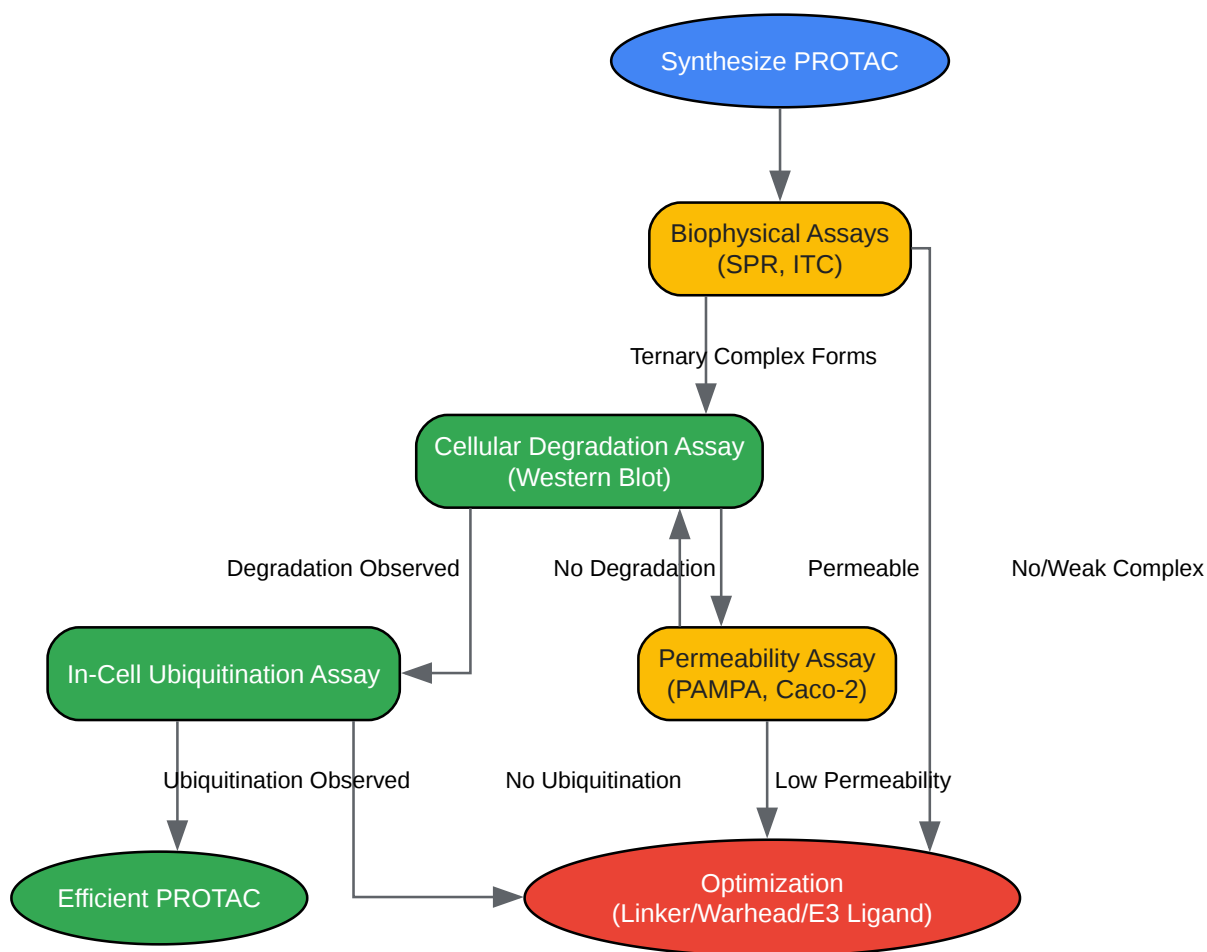 Synthesize PROTAC
Biophysical Assays
(SPR, ITC)
Ternary Complex Forms
Cellular Degradation Assay
(Western Blot)
Degradation Observed
No Degradation
Permeable
No/Weak Complex
In-Cell Ubiquitination Assay
Permeability Assay
(PAMPA, Caco-2)
Ubiquitination Observed
No Ubiquitination
Low Permeability
Efficient PROTAC
Optimization
(Linker/Warhead/E3 Ligand)